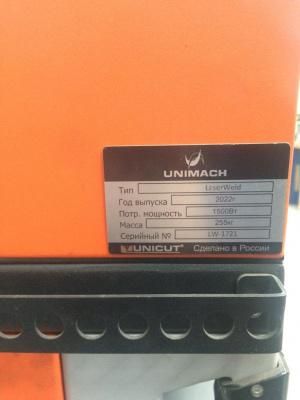 UNIMACH
Тип LaserWeld
Год выпуска 2022г
Потр. мощность 1500Вт
Масса 255кг
Серийный № LW-1721
UNICUT Сделано в России